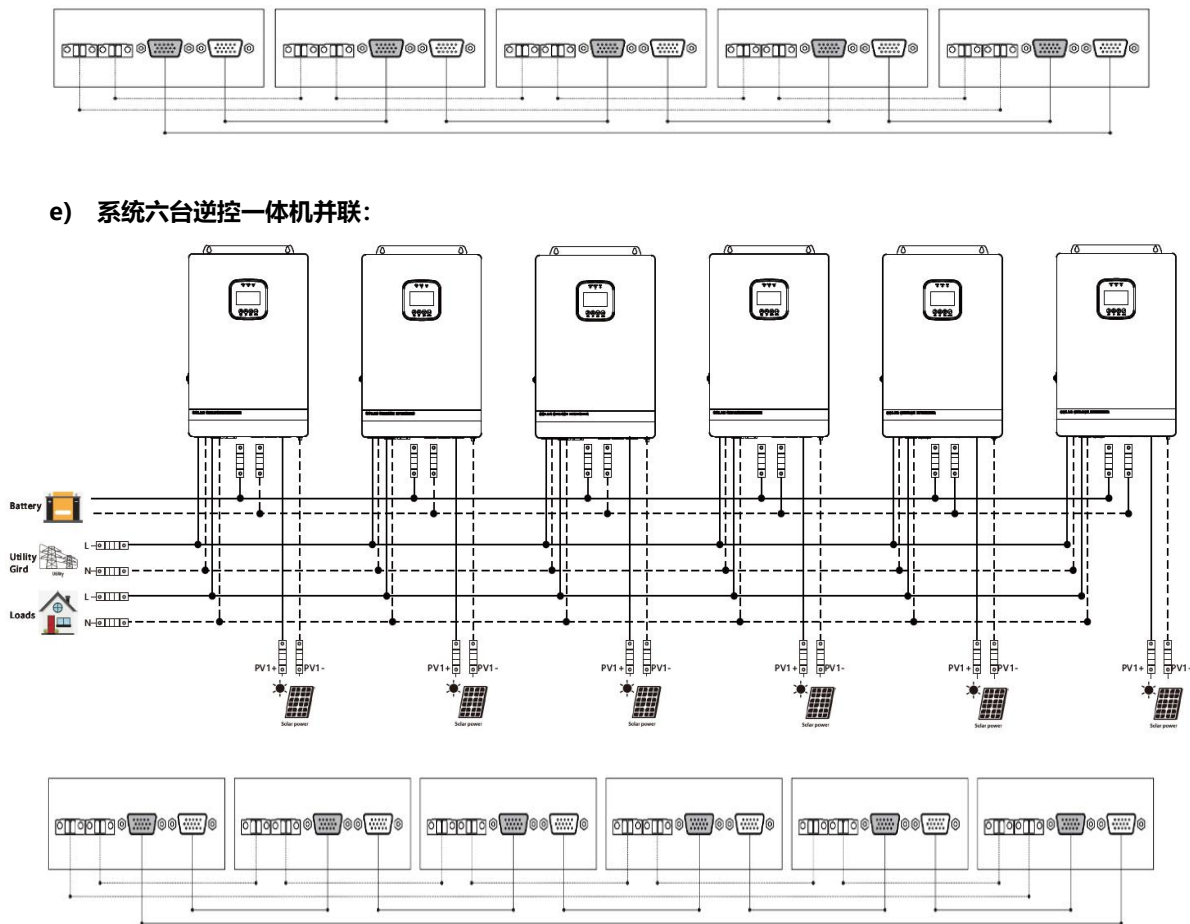 e) 系统六台逆控一体机并联：
Battery
Utility
Gird
Utility
L
N
Loads
L
N
PV1+ PV1-
PV1+ PV1-
PV1+ PV1-
PV1+ PV1-
PV1+ PV1-
PV1+ PV1-
Solar power
Solar power
Solar power
Solar power
Solar power
Solar power